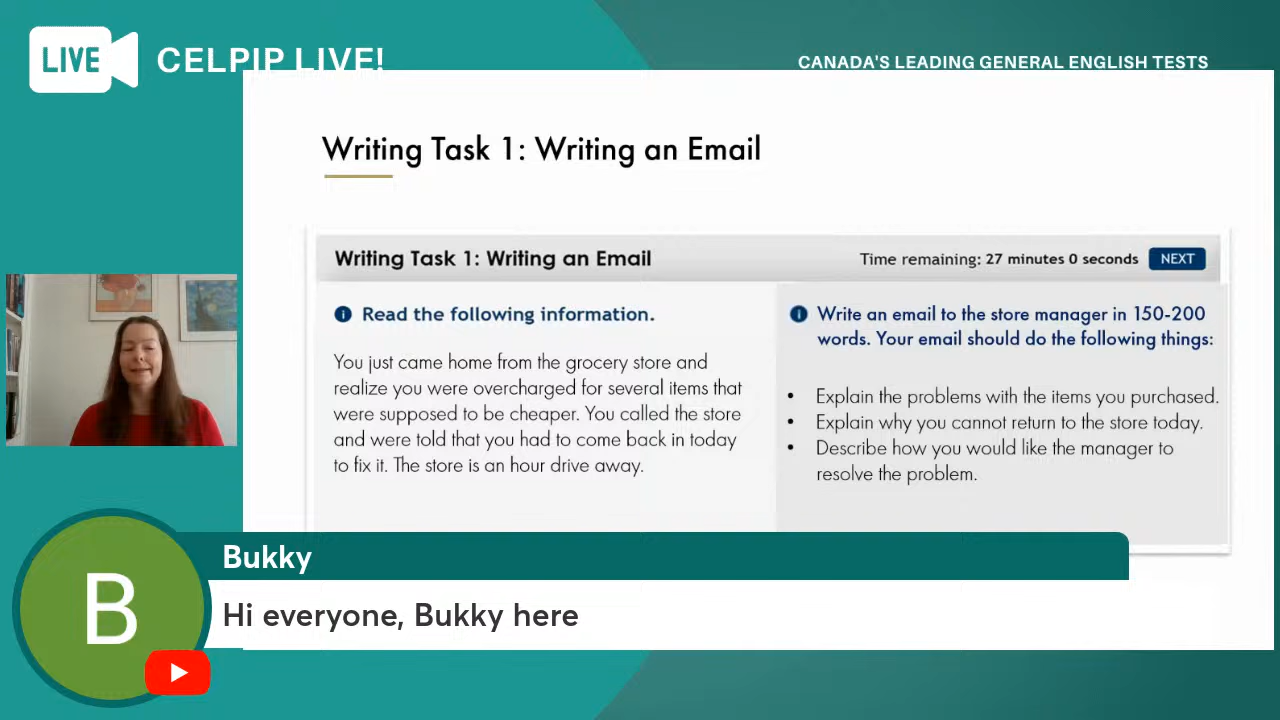 LIVE
CELPIP LIVE!
CANADA'S LEADING GENERAL ENGLISH TESTS
Writing Task 1: Writing an Email
Writing Task 1: Writing an Email
Time remaining: 27 minutes 0 seconds
NEXT
Read the following information.
You just came home from the grocery store and
realize you were overcharged for several items that
were supposed to be cheaper. You called the store
and were told that you had to come back in today
to fix it. The store is an hour drive away.
Write an email to the store manager in 150-200
words. Your email should do the following things:
• Explain the problems with the items you purchased.
• Explain why you cannot return to the store today.
• Describe how you would like the manager to
resolve the problem.
Bukky
B
Hi everyone, Bukky here